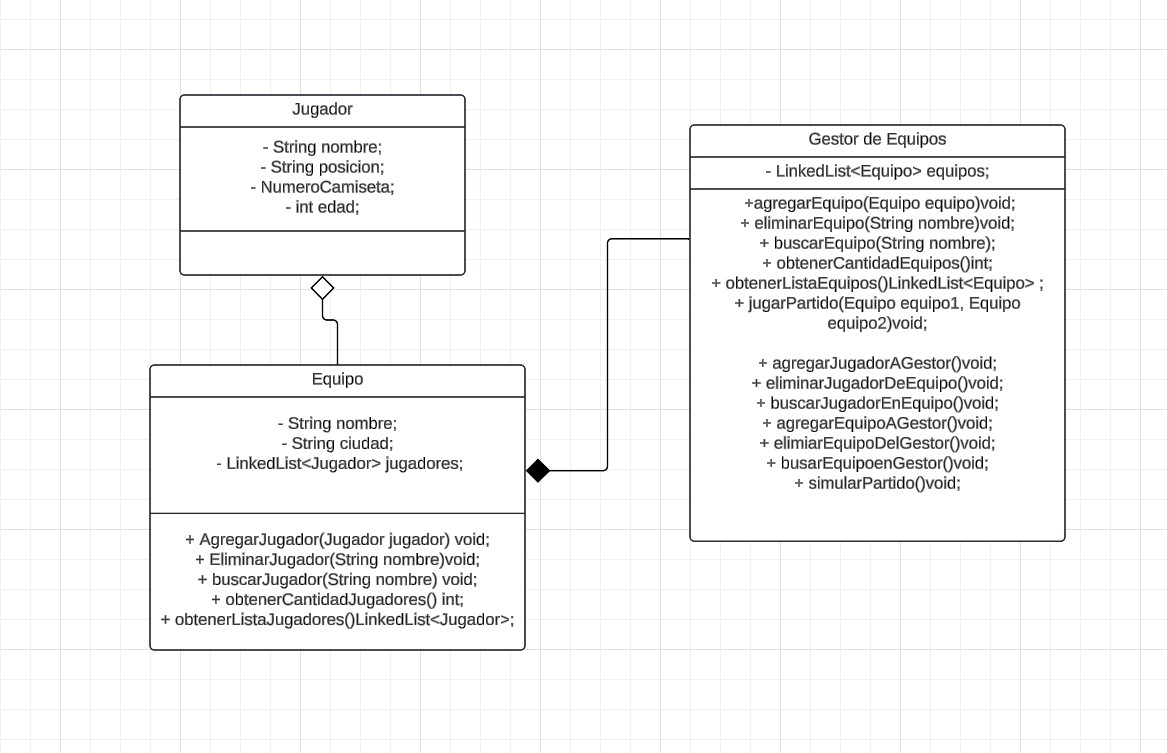 Jugador
- String nombre;
- String posicion;
- NumeroCamiseta;
- int edad;
Equipo
- String nombre;
- String ciudad;
- LinkedList<Jugador> jugadores;
+ AgregarJugador(Jugador jugador) void;
+ EliminarJugador(String nombre)void;
+ buscarJugador(String nombre) void;
+ obtenerCantidadJugadores() int;
+ obtenerListaJugadores()LinkedList<Jugador>;
Gestor de Equipos
- LinkedList<Equipo> equipos;
+agregarEquipo(Equipo equipo)void;
+ eliminarEquipo(String nombre)void;
+ buscarEquipo(String nombre);
+ obtenerCantidadEquipos()int;
+ obtenerListaEquipos()LinkedList<Equipo> ;
+ jugarPartido(Equipo equipo1, Equipo
equipo2)void;
+ agregarJugadorAGestor()void;
+ eliminarJugadorDeEquipo()void;
+ buscarJugadorEnEquipo()void;
+ agregarEquipoAGestor()void;
+ elimiarEquipoDelGestor()void;
+ busarEquipoenGestor()void;
+ simularPartido()void;